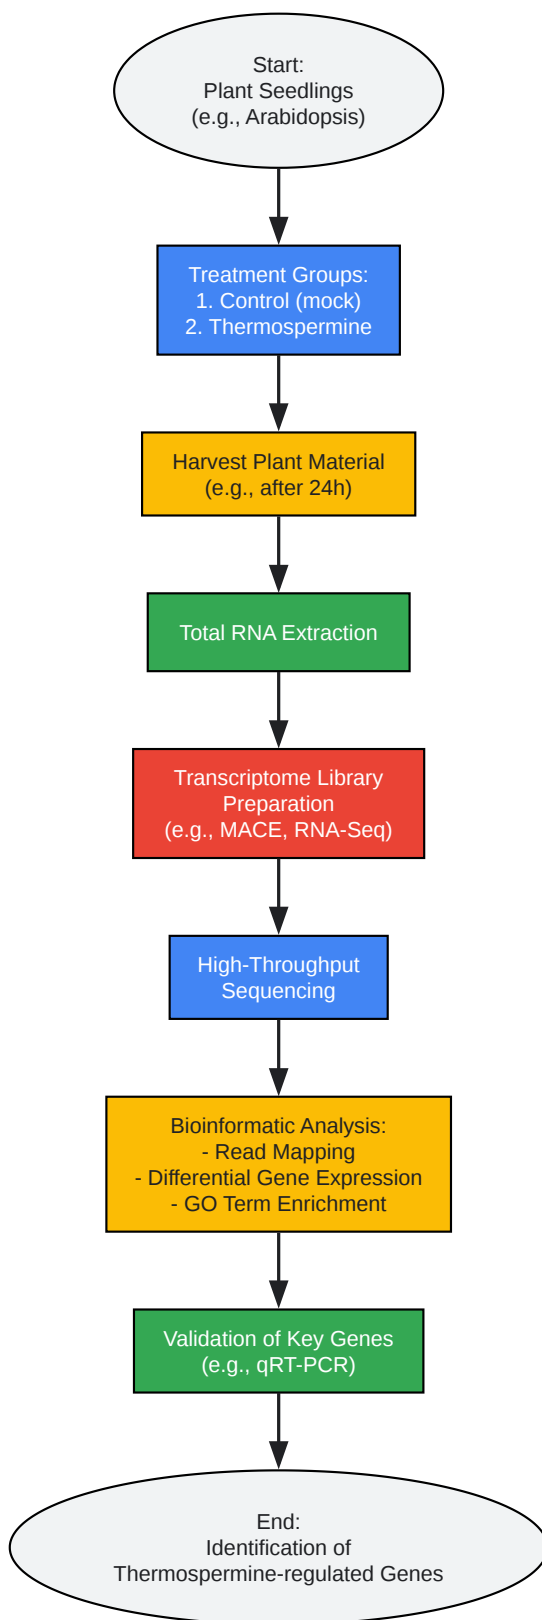 Start:
Plant Seedlings
(e.g., Arabidopsis)
Treatment Groups:
1. Control (mock)
2. Thermospermine
Harvest Plant Material
(e.g., after 24h)
Total RNA Extraction
Transcriptome Library
Preparation
(e.g., MACE, RNA-Seq)
High-Throughput
Sequencing
Bioinformatic Analysis:
- Read Mapping
- Differential Gene Expression
- GO Term Enrichment
Validation of Key Genes
(e.g., qRT-PCR)
End:
Identification of
Thermospermine-regulated Genes